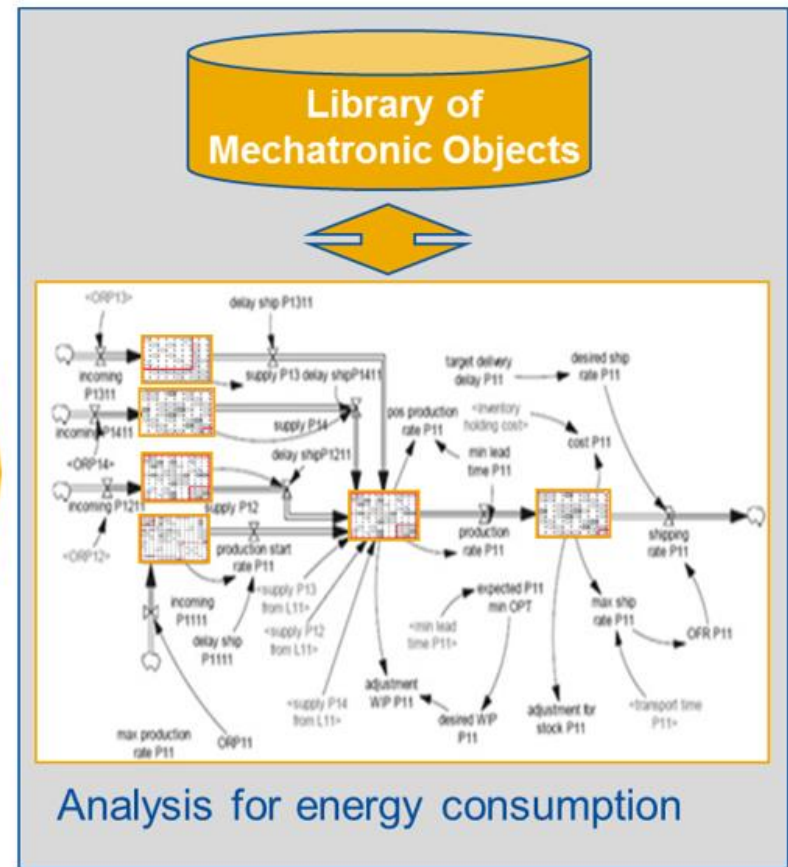 Library of
Mechatronic Objects
<ORP13>
delay ship P1311
incoming
P1311
supply P13
delay shipP1411
target delivery
delay P11
desired ship
rate P11
incoming P1411
supply P14
pos production
rate P11
<inventory
holding cost>
cost P11
<ORP14>
delay shipP1211
min lead
time P11
incoming P1211
supply P12
<ORP12>
production start
rate P11
production
rate P11
shipping
rate P11
incoming
P1111
<supply P13
from L11>
expected P11
min OPT
max ship
rate P11
OFR P11
delay ship
P1111
<supply P12
from L11>
<min lead
time P11>
<supply P14
from L11>
adjustment
WIP P11
desired WIP
P11
adjustment for
stock P11
<transport time
P11>
max production
rate P11
ORP11
Analysis for energy consumption